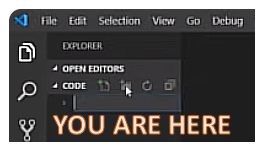 File Edit Selection View Go Debug
EXPLORER
OPEN EDITORS
CODE
YOU ARE HERE